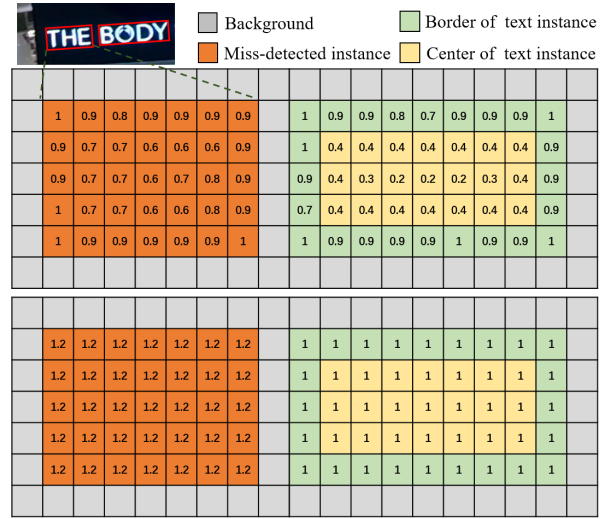 THE BODY
Background
Border of text instance
Miss-detected instance
Center of text instance
1 0.9 0.8 0.9 0.9 0.9 0.9 1 0.9 0.9 0.8 0.7 0.9 0.9 0.9 1
0.9 0.7 0.7 0.6 0.6 0.6 0.9 1 0.4 0.4 0.4 0.4 0.4 0.4 0.4 0.9
0.9 0.7 0.6 0.6 0.7 0.8 0.9 0.9 0.4 0.3 0.2 0.2 0.2 0.3 0.4 0.9
1 0.7 0.7 0.6 0.6 0.8 0.9 0.7 0.4 0.4 0.4 0.4 0.4 0.4 0.4 0.9
1 0.9 0.9 0.9 0.9 0.9 1 1 0.9 0.9 0.9 0.9 1 0.9 0.9 1
1.2 1.2 1.2 1.2 1.2 1.2 1.2 1 1 1 1 1 1 1 1 1
1.2 1.2 1.2 1.2 1.2 1.2 1.2 1 1 1 1 1 1 1 1 1
1.2 1.2 1.2 1.2 1.2 1.2 1.2 1 1 1 1 1 1 1 1 1
1.2 1.2 1.2 1.2 1.2 1.2 1.2 1 1 1 1 1 1 1 1 1
1.2 1.2 1.2 1.2 1.2 1.2 1.2 1 1 1 1 1 1 1 1 1